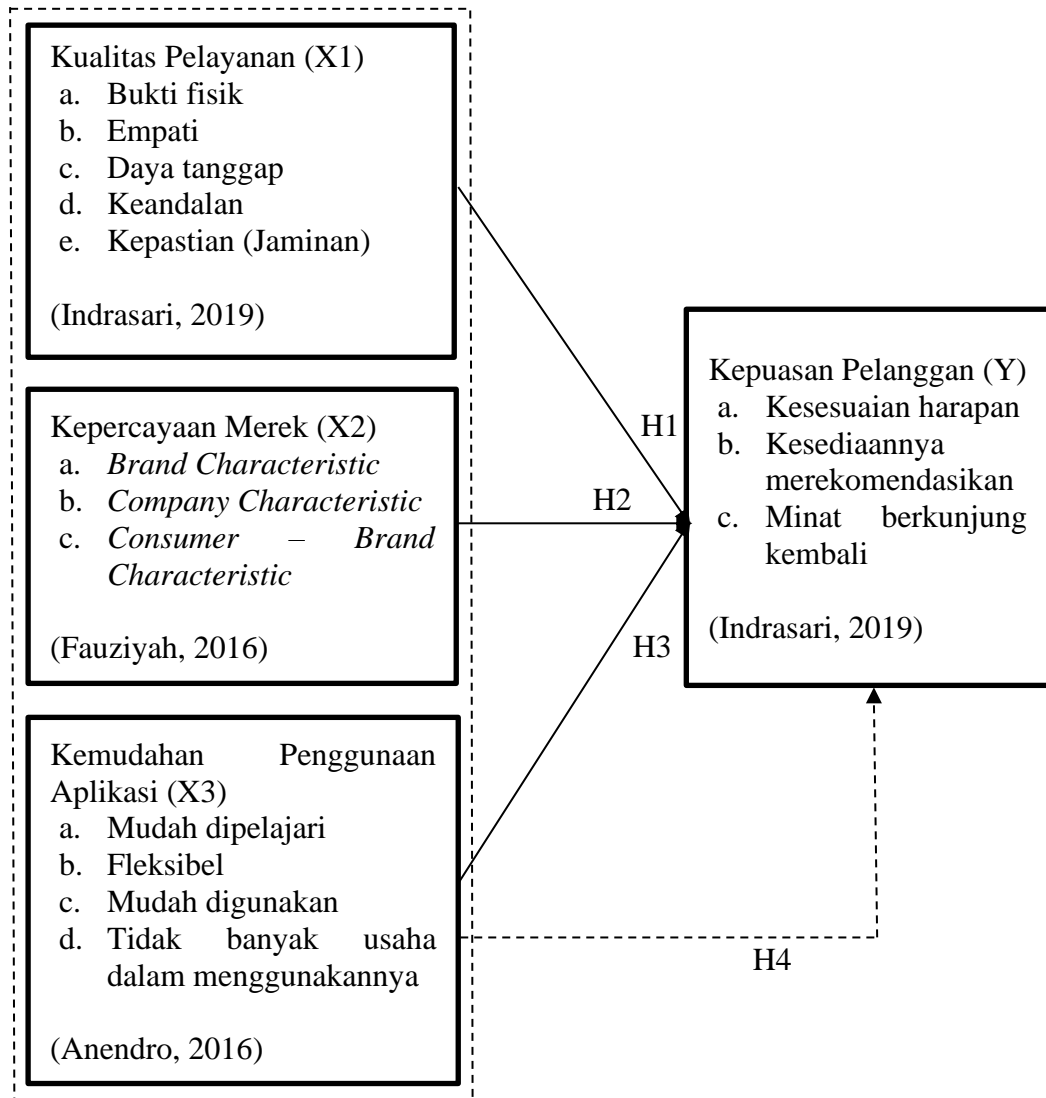 Kualitas Pelayanan (X1)
a. Bukti fisik
b. Empati
c. Daya tanggap
d. Keandalan
e. Kepastian (Jaminan)
(Indrasari, 2019)
Kepercayaan Merek (X2)
a. Brand Characteristic
b. Company Characteristic
c. Consumer – Brand
Characteristic
(Fauziyah, 2016)
Kemudahan Penggunaan
Aplikasi (X3)
a. Mudah dipelajari
b. Fleksibel
c. Mudah digunakan
d. Tidak banyak usaha
dalam menggunakannya
(Anendro, 2016)
H1
H2
H3
H4
Kepuasan Pelanggan (Y)
a. Kesesuaian harapan
b. Kesediaannya
merekomendasikan
c. Minat berkunjung
kembali
(Indrasari, 2019)